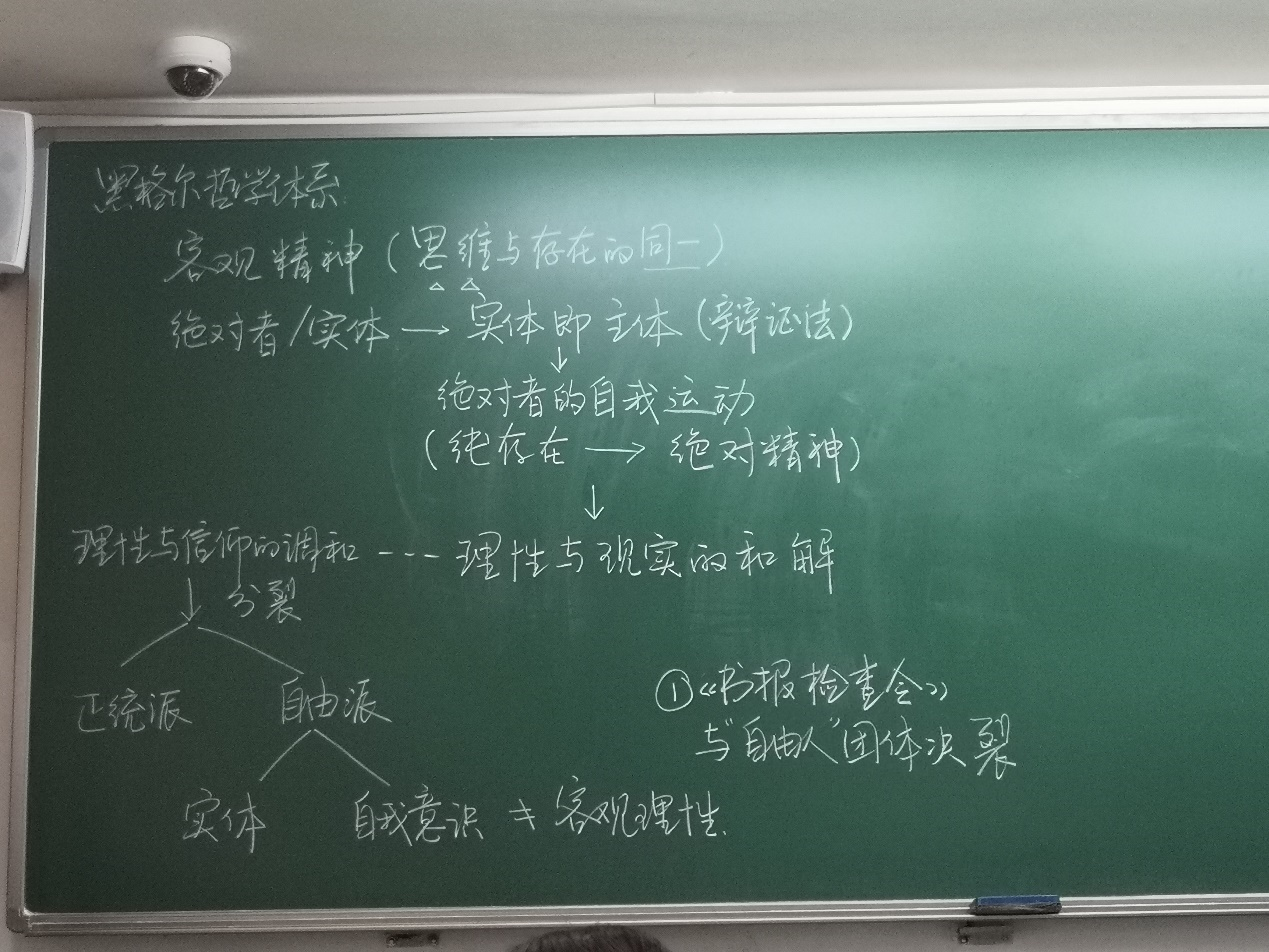 黑格尔哲学体系:
客观精神(思维与存在的同一)
绝对者/实体 → 实体即主体(辩证法)
↓
绝对者的自我运动
(纯存在 → 绝对精神)
↓
理性与信仰的调和 --- 理性与现实的和解
↓ 分裂
正统派 自由派
①《书报检查令》
与"自由人"团体决裂
实体 自我意识 ≠ 客观理性.